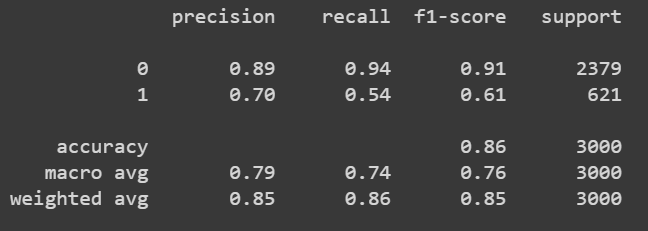 precision recall f1-score support
0 0.89 0.94 0.91 2379
1 0.70 0.54 0.61 621
accuracy 0.86 3000
macro avg 0.79 0.74 0.76 3000
weighted avg 0.85 0.86 0.85 3000